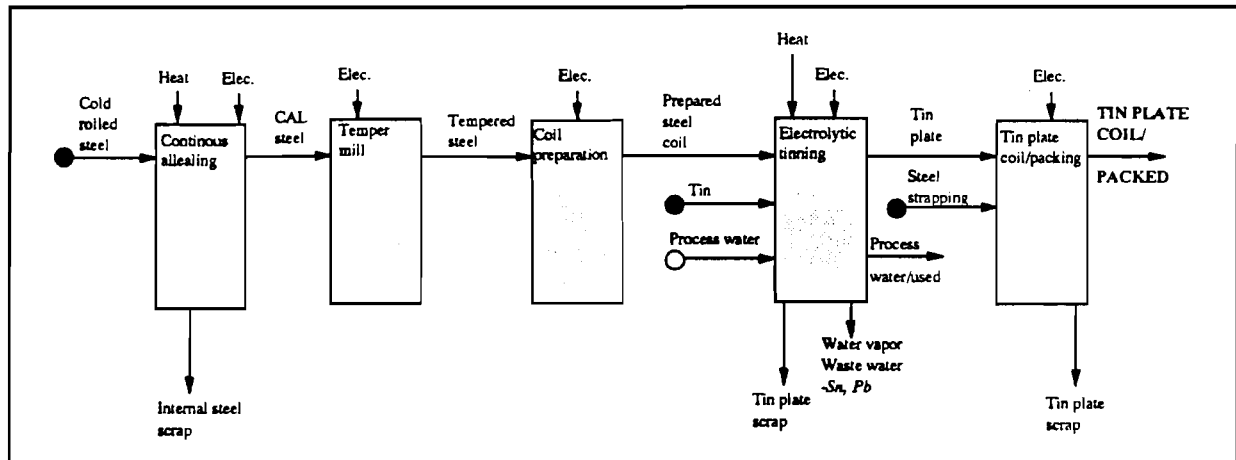 Heat
Elec.
Cold
rolled
steel
Continous
allealing
Internal steel
scrap
CAL
steel
Elec.
Temper
mill
Tempered
steel
Elec.
Coil
preparation
Prepared
steel
coil
Tin
Process water
Heat
Elec.
Electrolytic
tinning
Tin plate
scrap
Water vapor
Waste water
-Sn, Pb
Tin
plate
Steel
strapping
Process
water/used
Elec.
Tin plate
coil/packing
Tin plate
scrap
TIN PLATE
COIL/
PACKED